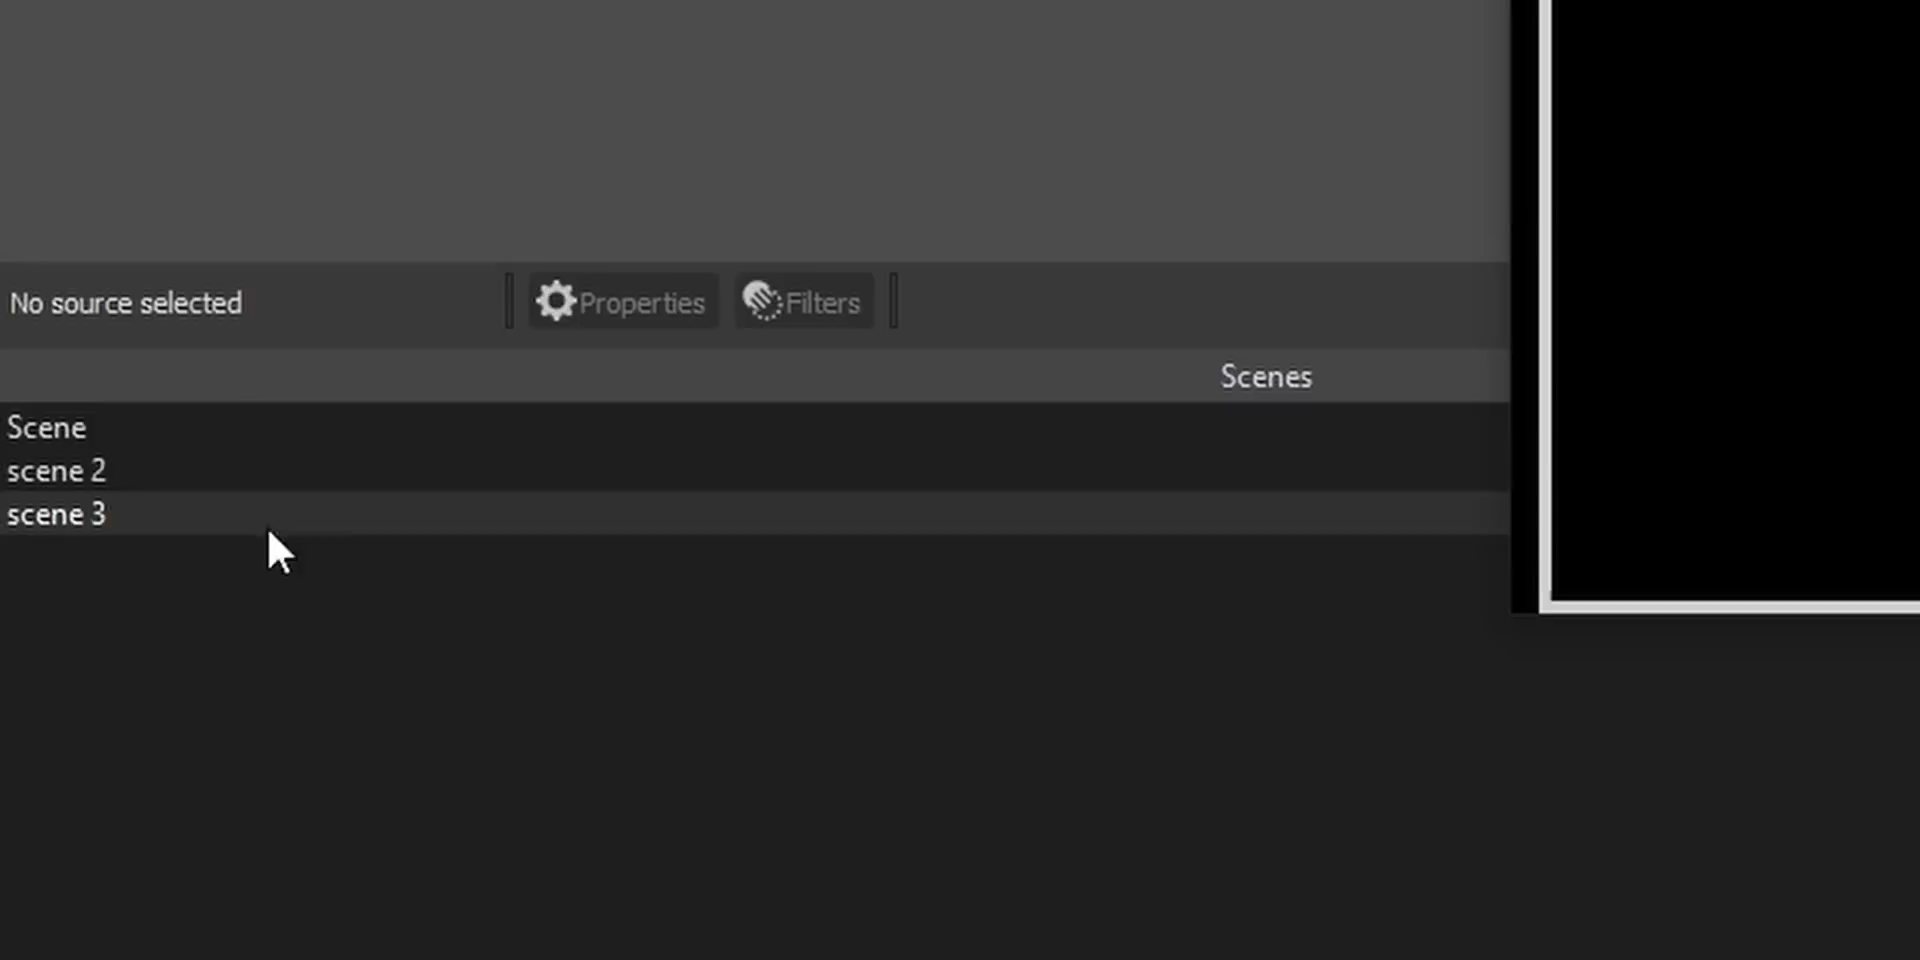 No source selected
Properties
Filters
Scenes
Scene
scene 2
scene 3